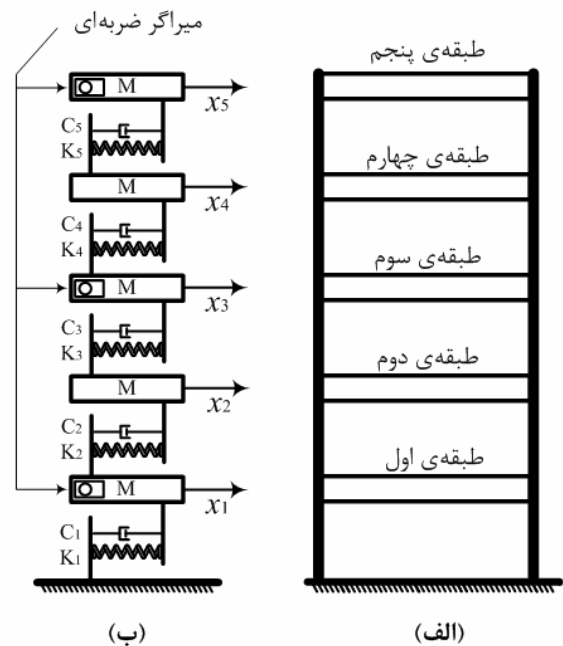 میراگر ضربه‌ای
M
x5
C5
K5
M
x4
C4
K4
M
x3
C3
K3
M
x2
C2
K2
M
x1
C1
K1
(ب)
طبقه‌ی پنجم
طبقه‌ی چهارم
طبقه‌ی سوم
طبقه‌ی دوم
طبقه‌ی اول
(الف)